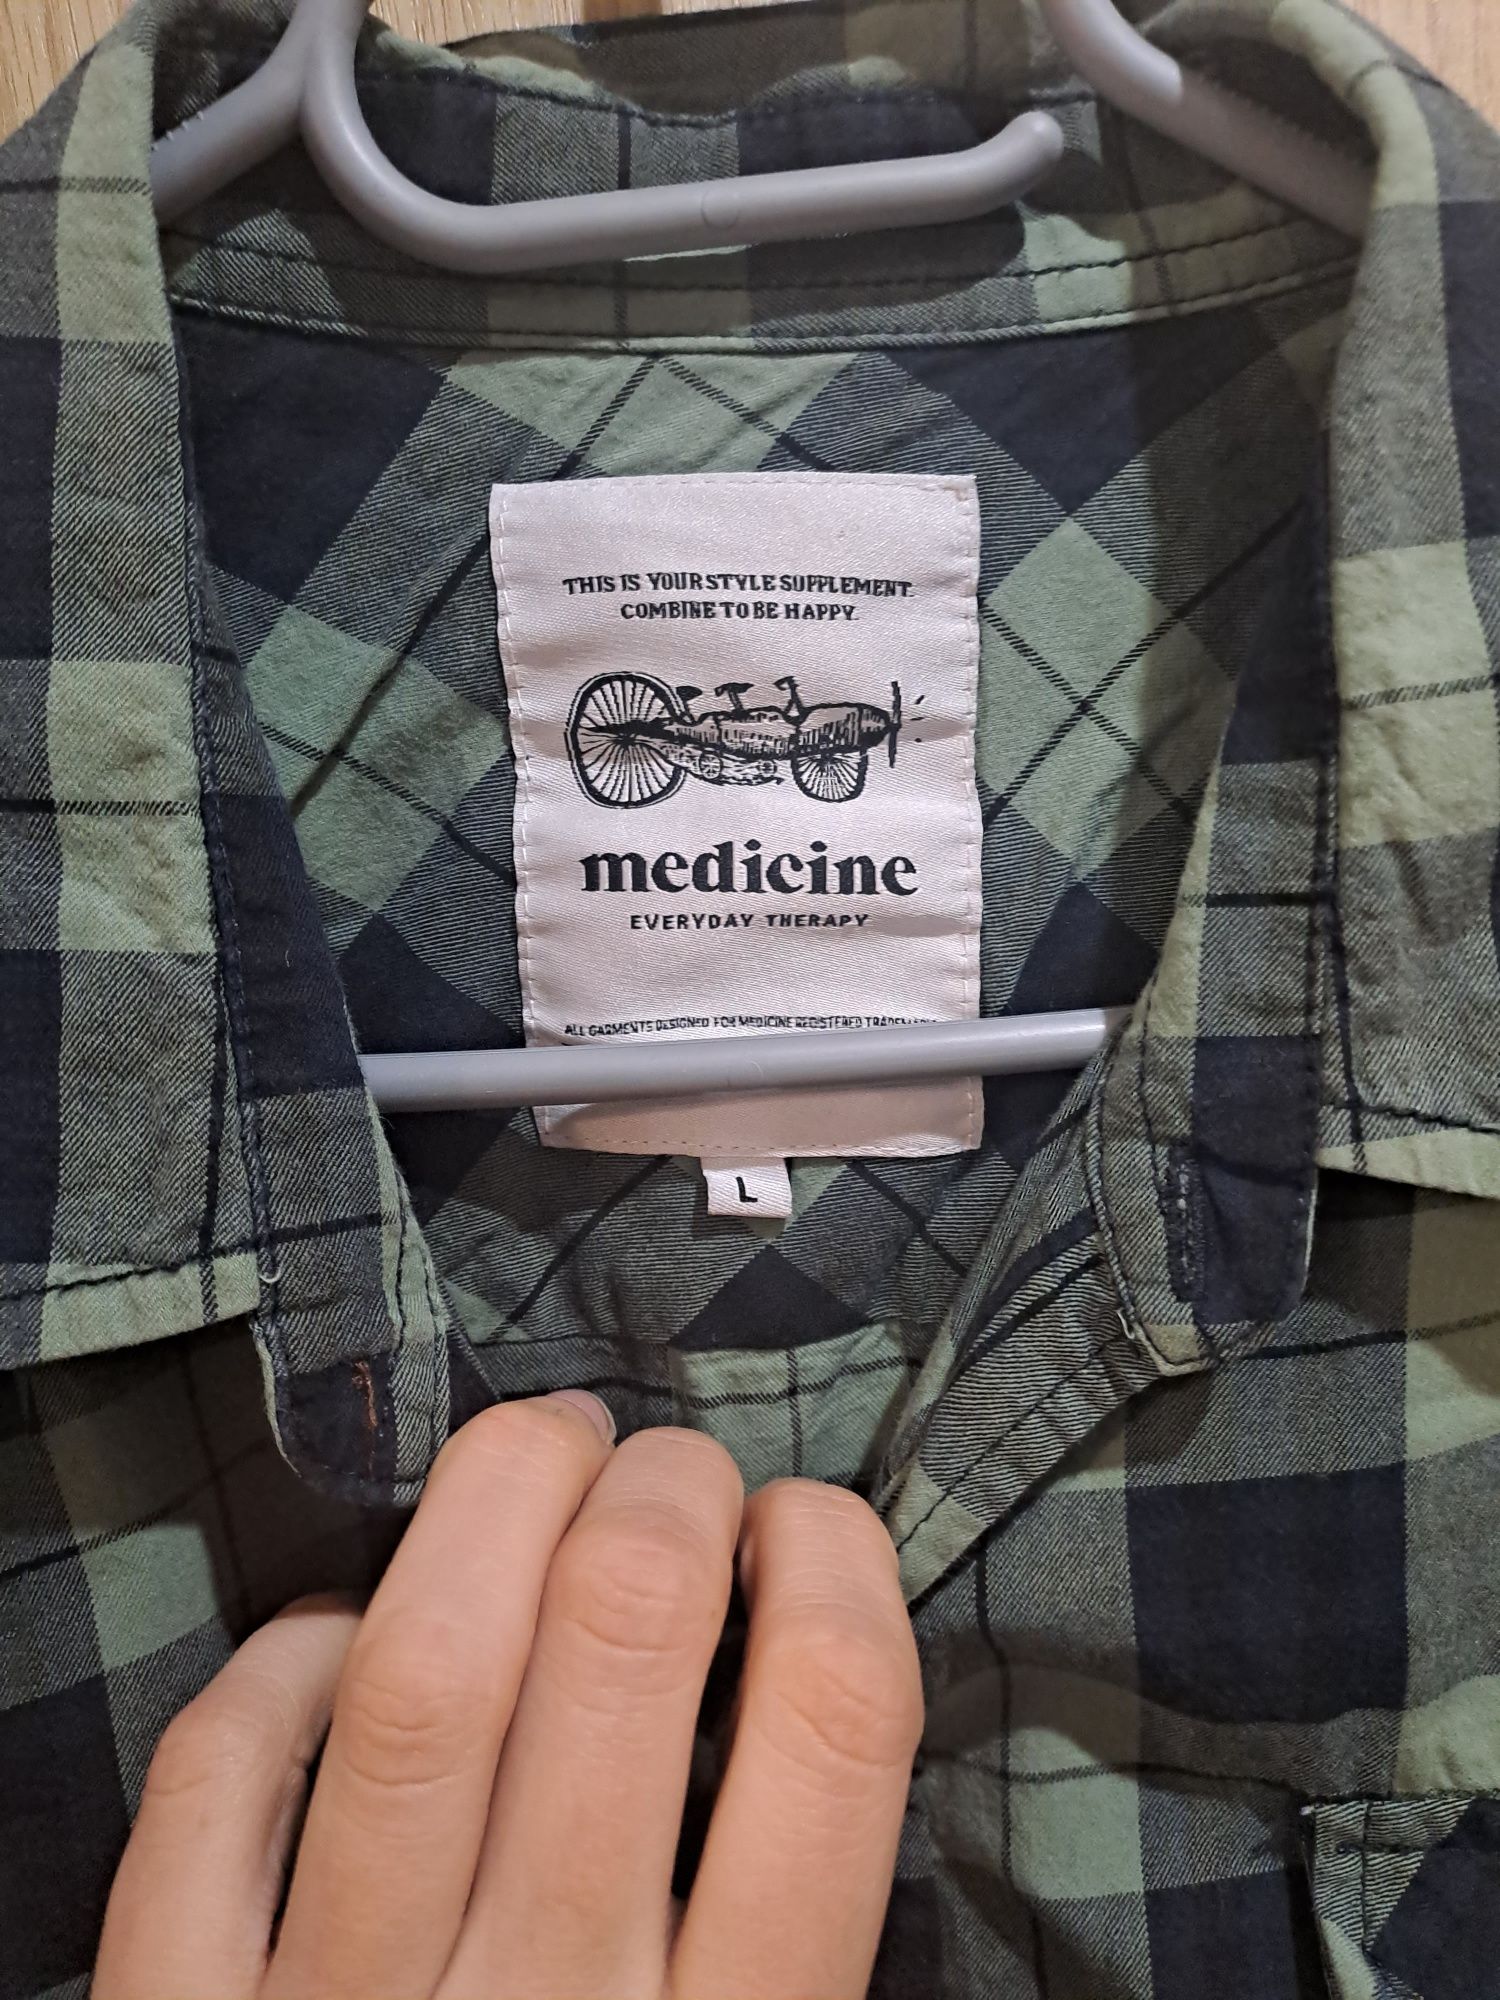 THIS IS YOUR STYLE SUPPLEMENT.
COMBINE TO BE HAPPY.
medicine
EVERYDAY THERAPY
ALL GARMENTS DESIGNED FOR MEDICINE REGISTERED
L